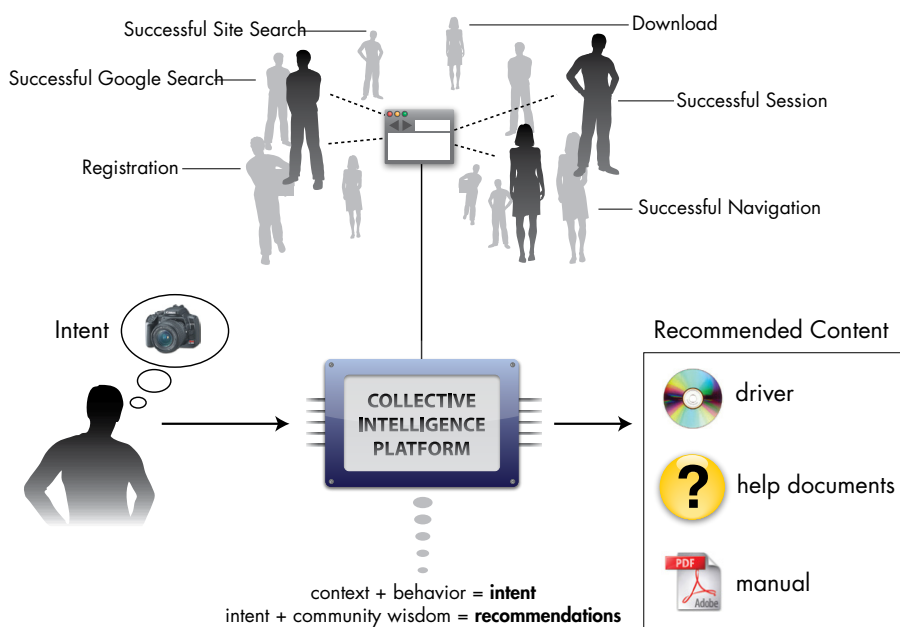 Successful Site Search
Download
Successful Google Search
Successful Session
Registration
Successful Navigation
Intent
Recommended Content
COLLECTIVE
INTELLIGENCE
PLATFORM
driver
help documents
PDF
Adobe
manual
context + behavior = intent
intent + community wisdom = recommendations
?